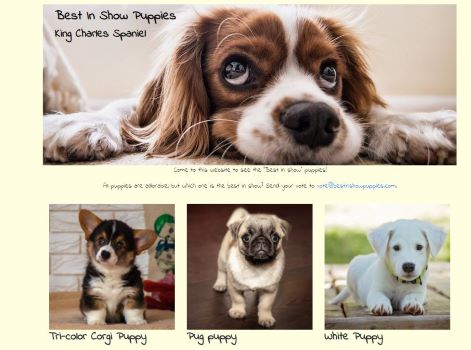 Best In Show Puppies
King Charles Spaniel
Come to this website to see the "Best in show" puppies!
All puppies are adorable, but which one is the best in show? Send your vote to vote@bestinshowpuppies.com.
Tri-color Corgi Puppy
Pug puppy
White Puppy